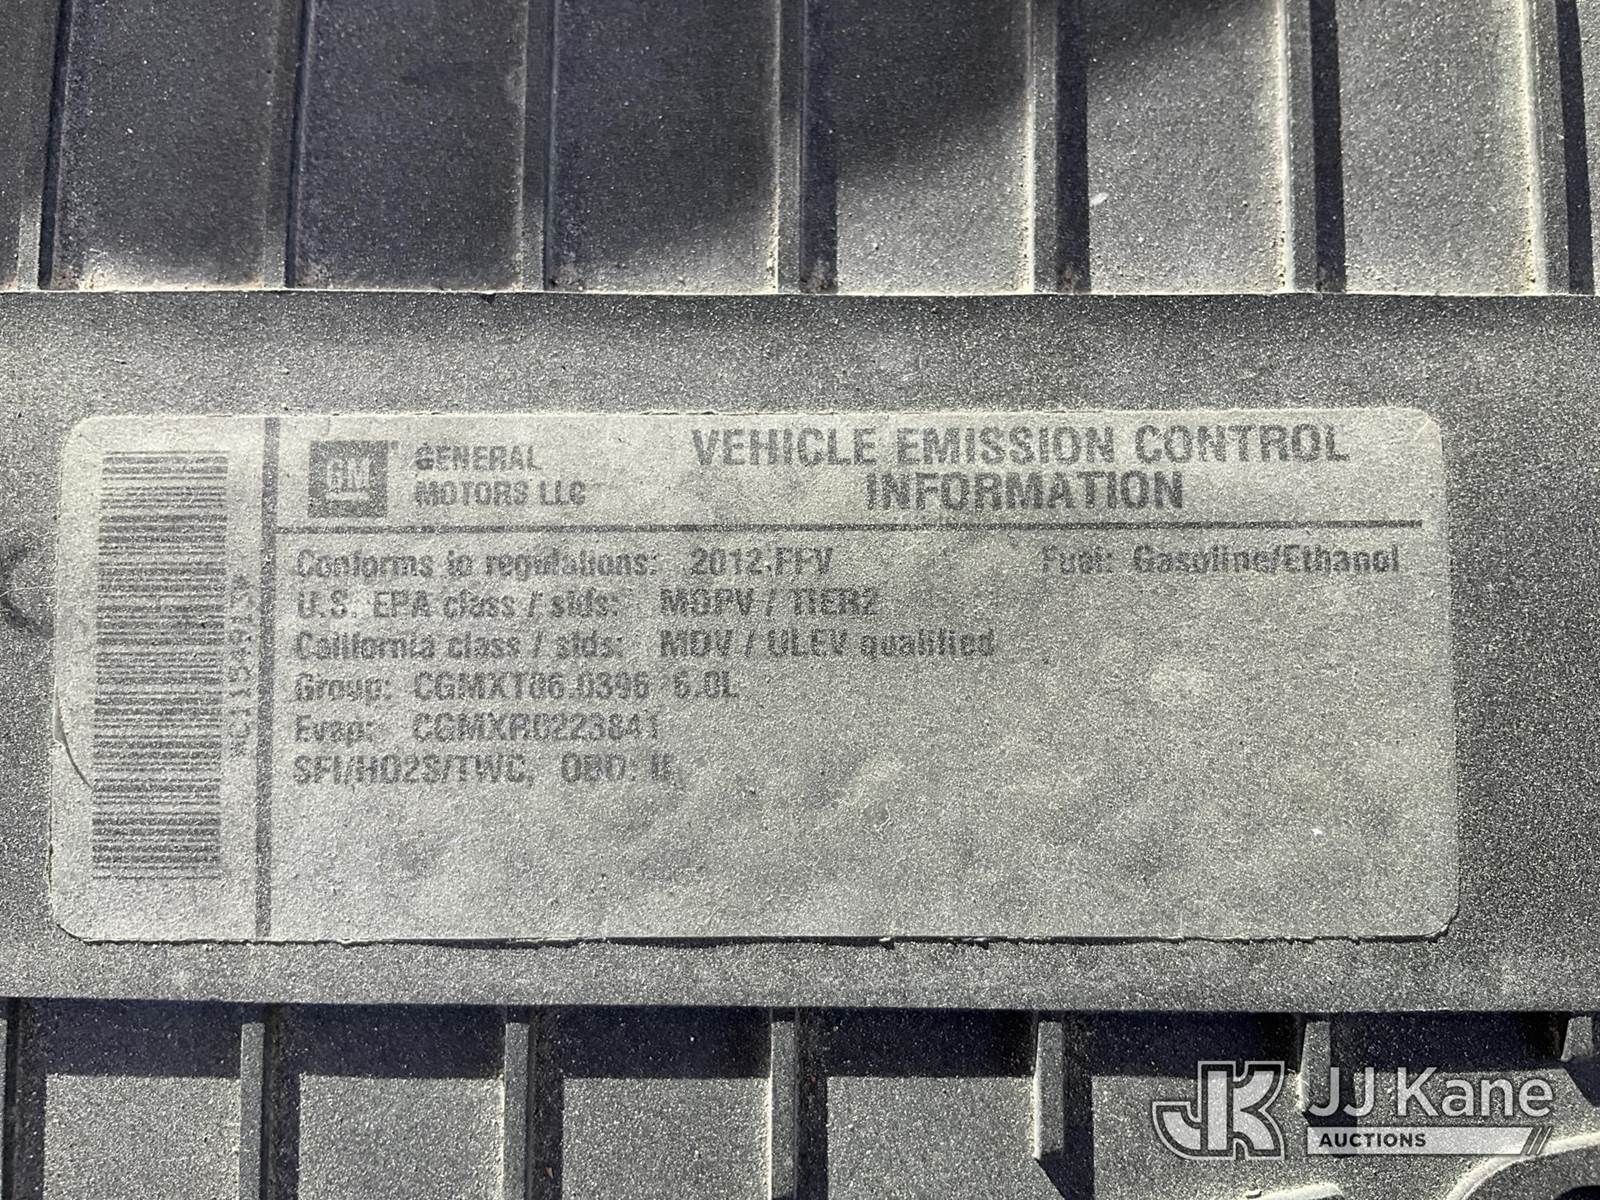 GM
GENERAL
MOTORS LLC
VEHICLE EMISSION CONTROL
INFORMATION
Conforms to regulations: 2012 FFV
Fuel: Gasoline/Ethanol
U.S. EPA class / stds: MDPV / TIER2
California class / stds: MDV / ULEV qualified
Group: CGMXT06.0396 6.0L
Evap: CGMXR0223841
SFI/HO2S/TWC, OBD: II
JK JJ Kane
AUCTIONS